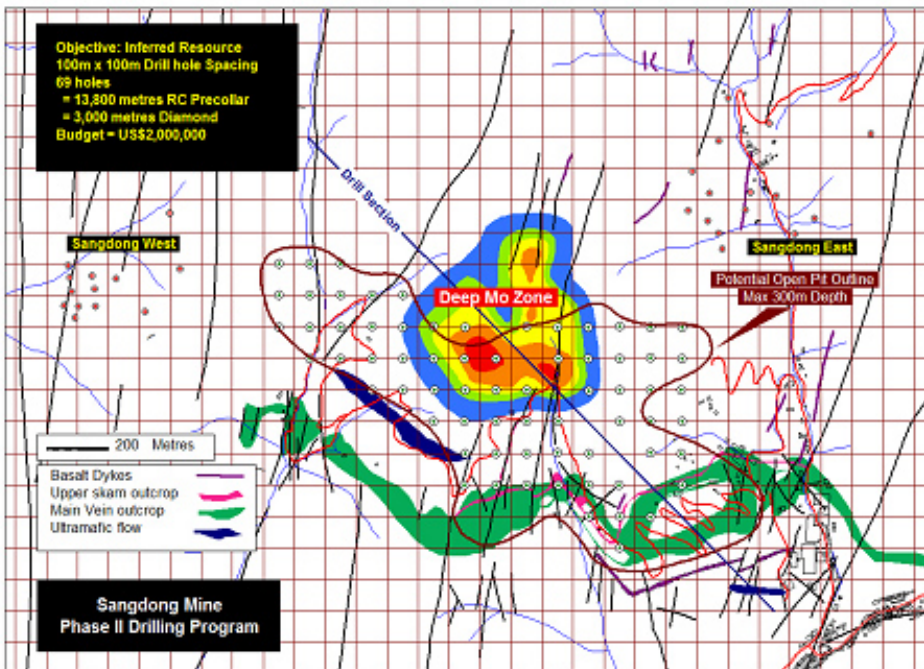 Objective: Inferred Resource
100m x 100m Drill hole Spacing
69 holes
= 13,800 metres RC Precollar
= 3,000 metres Diamond
Budget = US$2,000,000
Drill Section
Sangdong West
Sangdong East
Potential Open Pit Outline
Max 300m Depth
Deep Mo Zone
200 Metres
Basalt Dykes
Upper skarn outcrop
Main Vein outcrop
Ultramafic flow
Sangdong Mine
Phase II Drilling Program